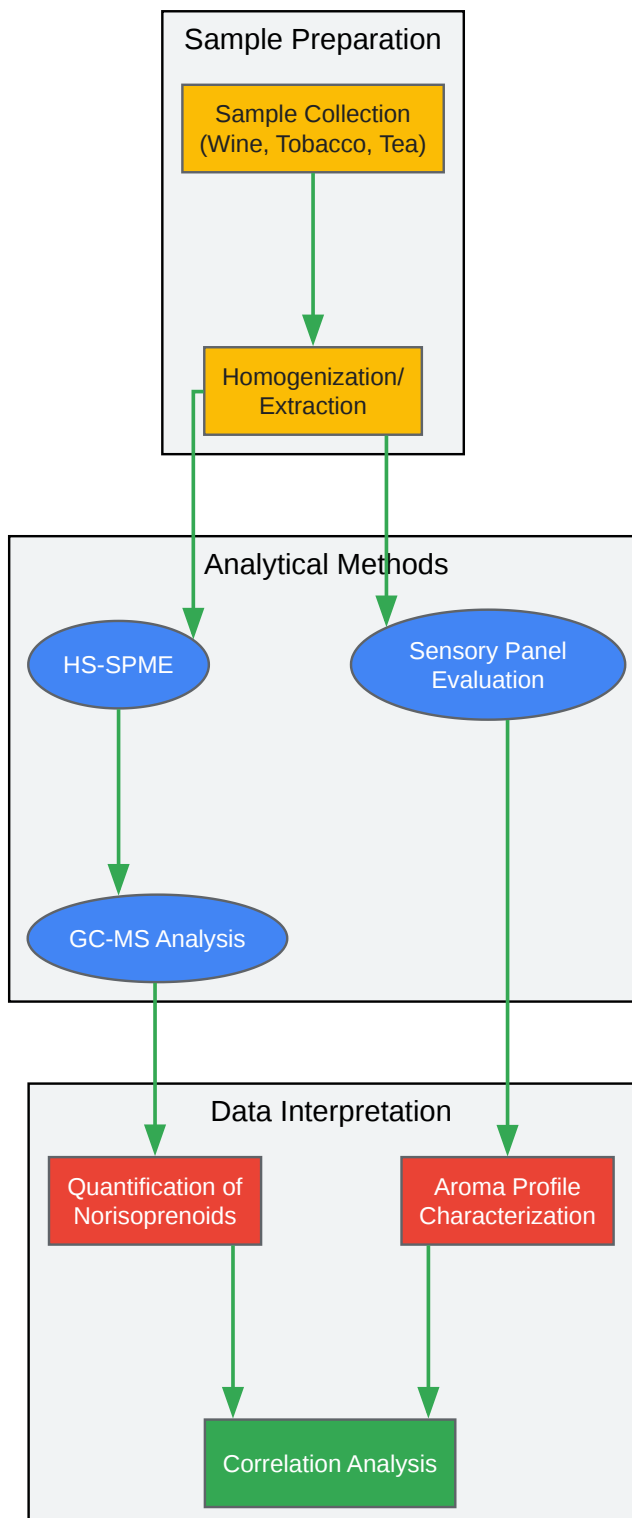 Sample Preparation
Sample Collection
(Wine, Tobacco, Tea)
Homogenization/
Extraction
Analytical Methods
HS-SPME
Sensory Panel
Evaluation
GC-MS Analysis
Data Interpretation
Quantification of
Norisoprenoids
Aroma Profile
Characterization
Correlation Analysis